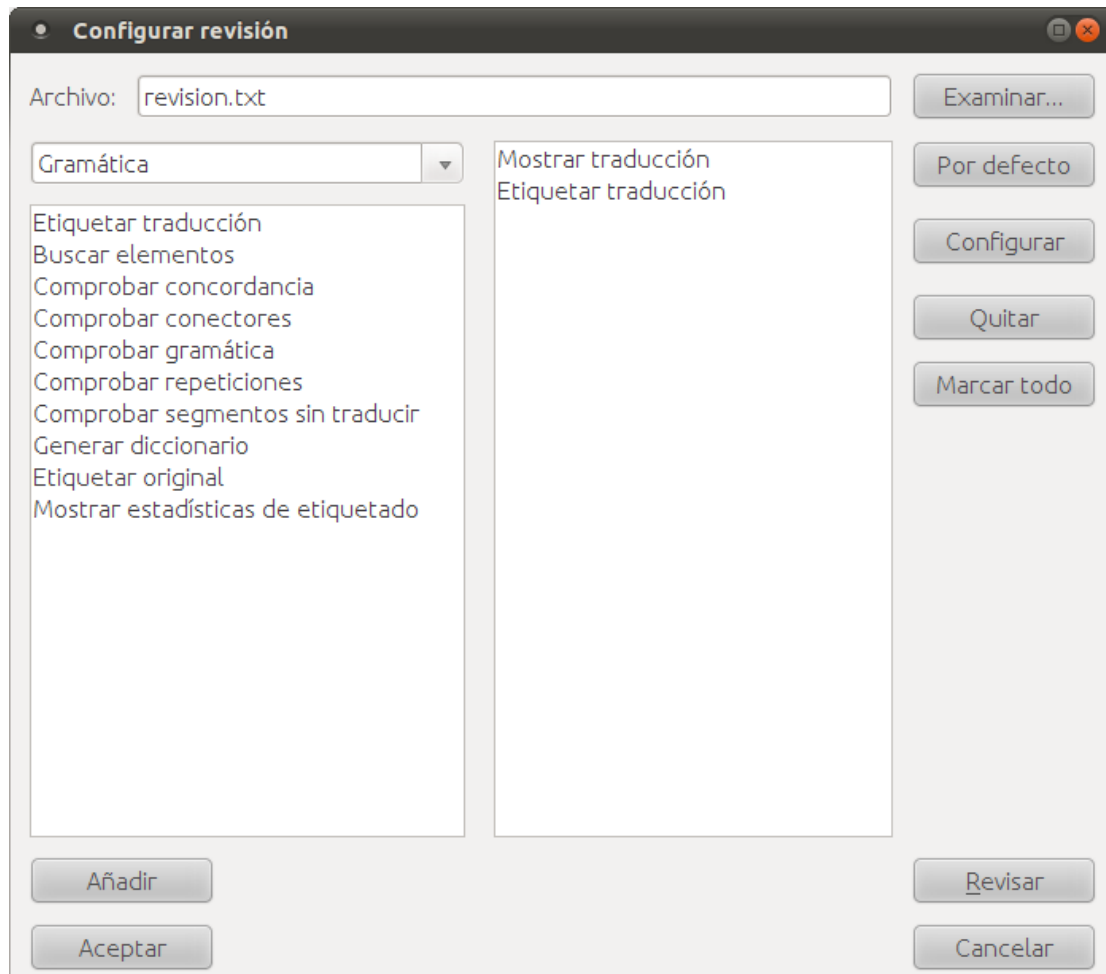 Configurar revisión
Archivo: revision.txt Examinar...
Gramática
Etiquetar traducción
Buscar elementos
Comprobar concordancia
Comprobar conectores
Comprobar gramática
Comprobar repeticiones
Comprobar segmentos sin traducir
Generar diccionario
Etiquetar original
Mostrar estadísticas de etiquetado
Mostrar traducción
Etiquetar traducción
Por defecto
Configurar
Quitar
Marcar todo
Añadir
Revisar
Aceptar
Cancelar